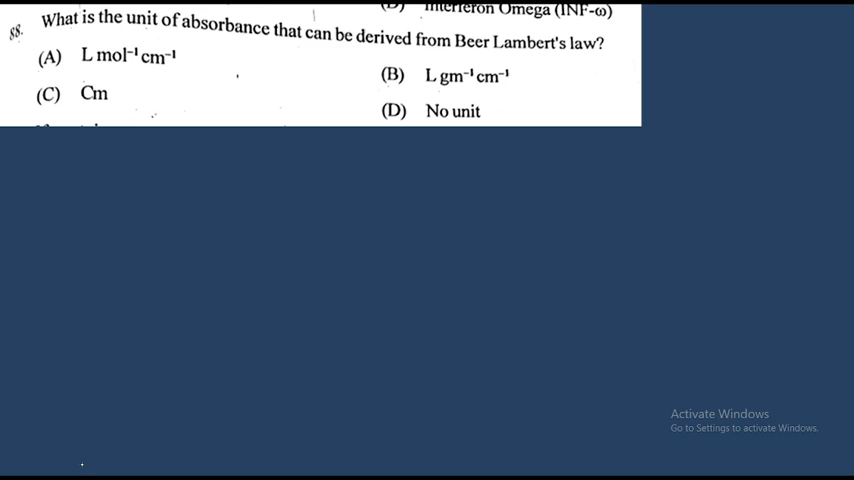 (D) Interferon Omega (INF-ω)
88. What is the unit of absorbance that can be derived from Beer Lambert's law?
(A) L mol⁻¹ cm⁻¹
(B) L gm⁻¹ cm⁻¹
(C) Cm
(D) No unit
Activate Windows
Go to Settings to activate Windows.